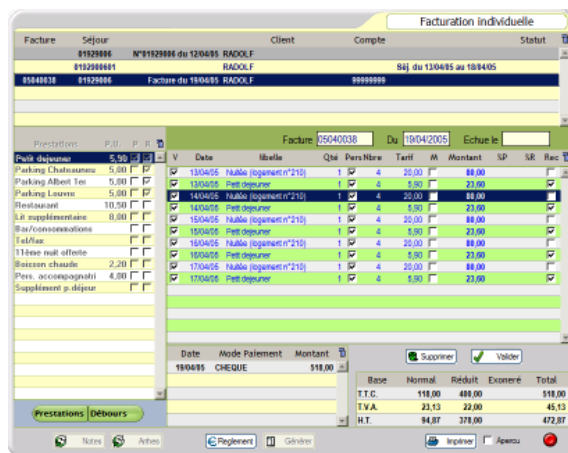 Facturation individuelle
Facture Séjour Client Compte Statut
01929006 N°01929006 du 12/04/05 RADOLF
0192900601 RADOLF Séj. du 13/04/05 au 18/04/05
05040038 01929006 Facture du 19/04/05 RADOLF 99999999
Facture 05040038 Du 19/04/2005 Echue le
Prestations P.U. P R
V Date libelle Qté Pers Nbre Tarif M Montant SP SR Rec
Petit dejeuner 5,90
Parking Chateauneu 5,00
Parking Albert 1er 5,00
Parking Louvre 5,00
Restaurant 10,50
Lit supplémentaire 8,00
Bar/consommations
Tel/fax
11ème nuit offerte
Boisson chaude 2,20
Pers. accompagnatri 4,00
Supplément p.déjeur
13/04/05 Nuitée (logement n°210) 1 4 20,00 80,00
13/04/05 Petit dejeuner 1 4 5,90 23,60
14/04/05 Nuitée (logement n°210) 1 4 20,00 80,00
14/04/05 Petit dejeuner 1 4 5,90 23,60
15/04/05 Nuitée (logement n°210) 1 4 20,00 80,00
15/04/05 Petit dejeuner 1 4 5,90 23,60
16/04/05 Nuitée (logement n°210) 1 4 20,00 80,00
16/04/05 Petit dejeuner 1 4 5,90 23,60
17/04/05 Nuitée (logement n°210) 1 4 20,00 80,00
17/04/05 Petit dejeuner 1 4 5,90 23,60
Date Mode Paiement Montant
19/04/05 CHEQUE 518,00
Supprimer Valider
Base Normal Réduit Exoneré Total
T.T.C. 118,00 400,00 518,00
T.V.A. 23,13 22,00 45,13
H.T. 94,87 378,00 472,87
Prestations Débours
Notes Arrhes Reglement Générer Imprimer Apercu